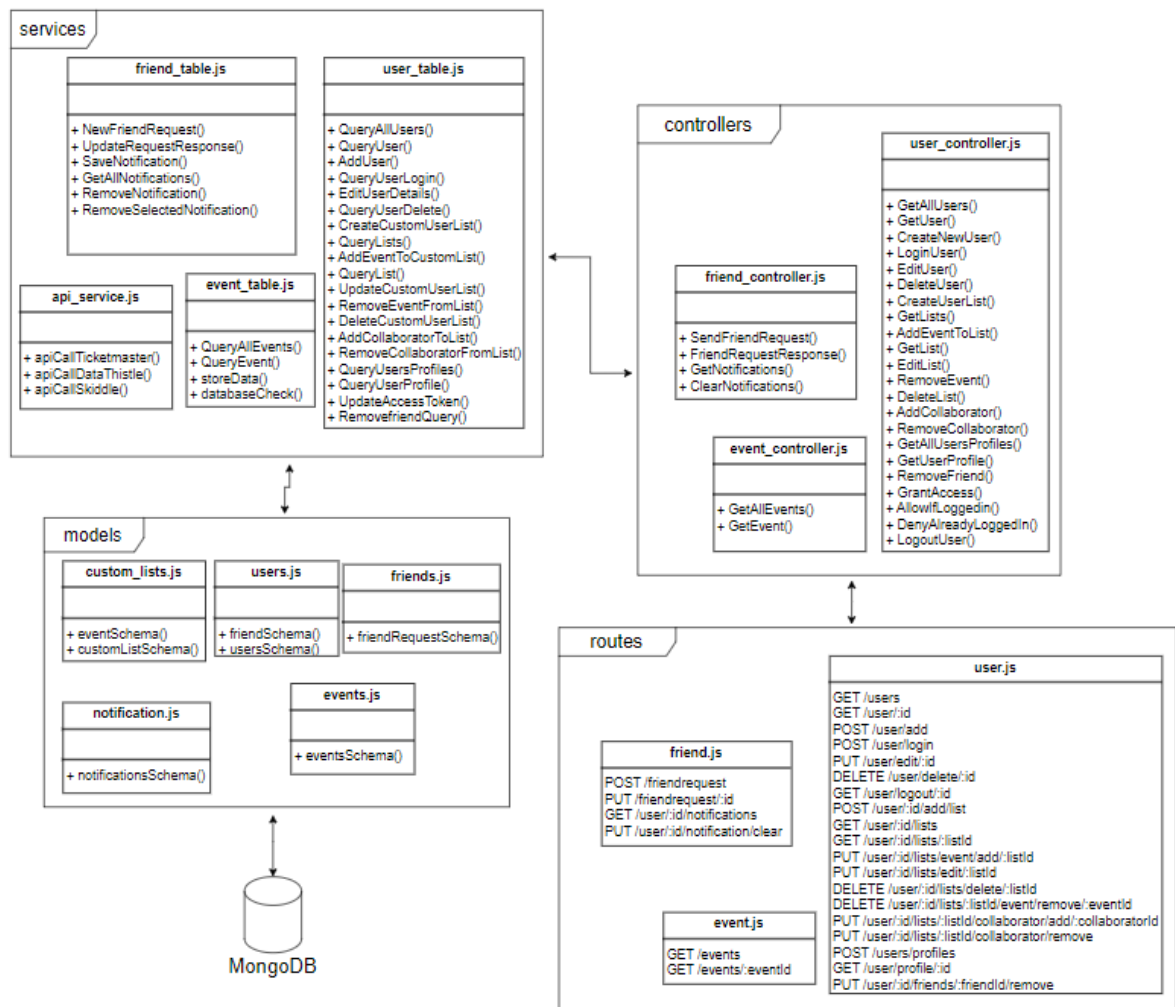 services
friend_table.js
+ NewFriendRequest()
+ UpdateRequestResponse()
+ SaveNotification()
+ GetAllNotifications()
+ RemoveNotification()
+ RemoveSelectedNotification()
user_table.js
+ QueryAllUsers()
+ QueryUser()
+ AddUser()
+ QueryUserLogin()
+ EditUserDetails()
+ QueryUserDelete()
+ CreateCustomUserList()
+ QueryLists()
+ AddEventToCustomList()
+ QueryList()
+ UpdateCustomUserList()
+ RemoveEventFromList()
+ DeleteCustomUserList()
+ AddCollaboratorToList()
+ RemoveCollaboratorFromList()
+ QueryUsersProfiles()
+ QueryUserProfile()
+ UpdateAccessToken()
+ RemovefriendQuery()
api_service.js
+ apiCallTicketmaster()
+ apiCallDataThistle()
+ apiCallSkiddle()
event_table.js
+ QueryAllEvents()
+ QueryEvent()
+ storeData()
+ databaseCheck()
controllers
user_controller.js
+ GetAllUsers()
+ GetUser()
+ CreateNewUser()
+ LoginUser()
+ EditUser()
+ DeleteUser()
+ CreateUserList()
+ GetLists()
+ AddEventToList()
+ GetList()
+ EditList()
+ RemoveEvent()
+ DeleteList()
+ AddCollaborator()
+ RemoveCollaborator()
+ GetAllUsersProfiles()
+ GetUserProfile()
+ RemoveFriend()
+ GrantAccess()
+ AllowIfLoggedin()
+ DenyAlreadyLoggedIn()
+ LogoutUser()
friend_controller.js
+ SendFriendRequest()
+ FriendRequestResponse()
+ GetNotifications()
+ ClearNotifications()
event_controller.js
+ GetAllEvents()
+ GetEvent()
models
custom_lists.js
+ eventSchema()
+ customListSchema()
users.js
+ friendSchema()
+ usersSchema()
friends.js
+ friendRequestSchema()
notification.js
+ notificationsSchema()
events.js
+ eventsSchema()
MongoDB
routes
friend.js
POST /friendrequest
PUT /friendrequest/:id
GET /user/:id/notifications
PUT /user/:id/notification/clear
event.js
GET /events
GET /events/:eventId
user.js
GET /users
GET /user/:id
POST /user/add
POST /user/login
PUT /user/edit/:id
DELETE /user/delete/:id
GET /user/logout/:id
POST /user/:id/add/list
GET /user/:id/lists
GET /user/:id/lists/:listId
PUT /user/:id/lists/event/add/:listId
PUT /user/:id/lists/edit/:listId
DELETE /user/:id/lists/delete/:listId
DELETE /user/:id/lists/:listId/event/remove/:eventId
PUT /user/:id/lists/:listId/collaborator/add/:collaboratorId
PUT /user/:id/lists/:listId/collaborator/remove
POST /users/profiles
GET /user/profile/:id
PUT /user/:id/friends/:friendId/remove